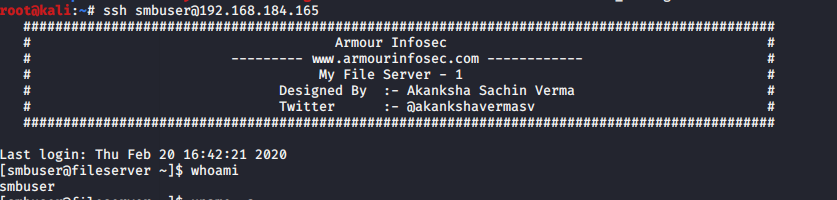 root@kali:~# ssh smbuser@192.168.184.165
##############################################################################################
# Armour Infosec #
# --------- www.armourinfosec.com ------------ #
# My File Server - 1 #
# Designed By :- Akanksha Sachin Verma #
# Twitter :- @akankshavermasv #
##############################################################################################
Last login: Thu Feb 20 16:42:21 2020
[smbuser@fileserver ~]$ whoami
smbuser